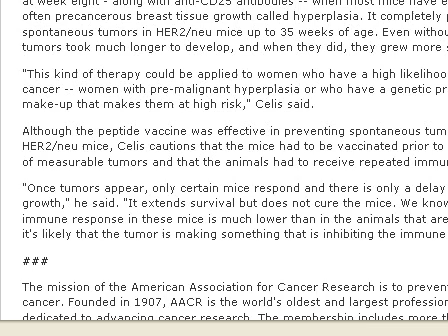 at week eight - along with anti-CD25 antibodies -- when most mice have e
often precancerous breast tissue growth called hyperplasia. It completely p
spontaneous tumors in HER2/neu mice up to 35 weeks of age. Even withou
tumors took much longer to develop, and when they did, they grew more s
"This kind of therapy could be applied to women who have a high likelihoo
cancer -- women with pre-malignant hyperplasia or who have a genetic pr
make-up that makes them at high risk," Celis said.
Although the peptide vaccine was effective in preventing spontaneous tum
HER2/neu mice, Celis cautions that the mice had to be vaccinated prior to
of measurable tumors and that the animals had to receive repeated immu
"Once tumors appear, only certain mice respond and there is only a delay
growth," he said. "It extends survival but does not cure the mice. We know
immune response in these mice is much lower than in the animals that are
it's likely that the tumor is making something that is inhibiting the immune
###
The mission of the American Association for Cancer Research is to preven
cancer. Founded in 1907, AACR is the world's oldest and largest profession
dedicated to advancing cancer research. The membership includes more th